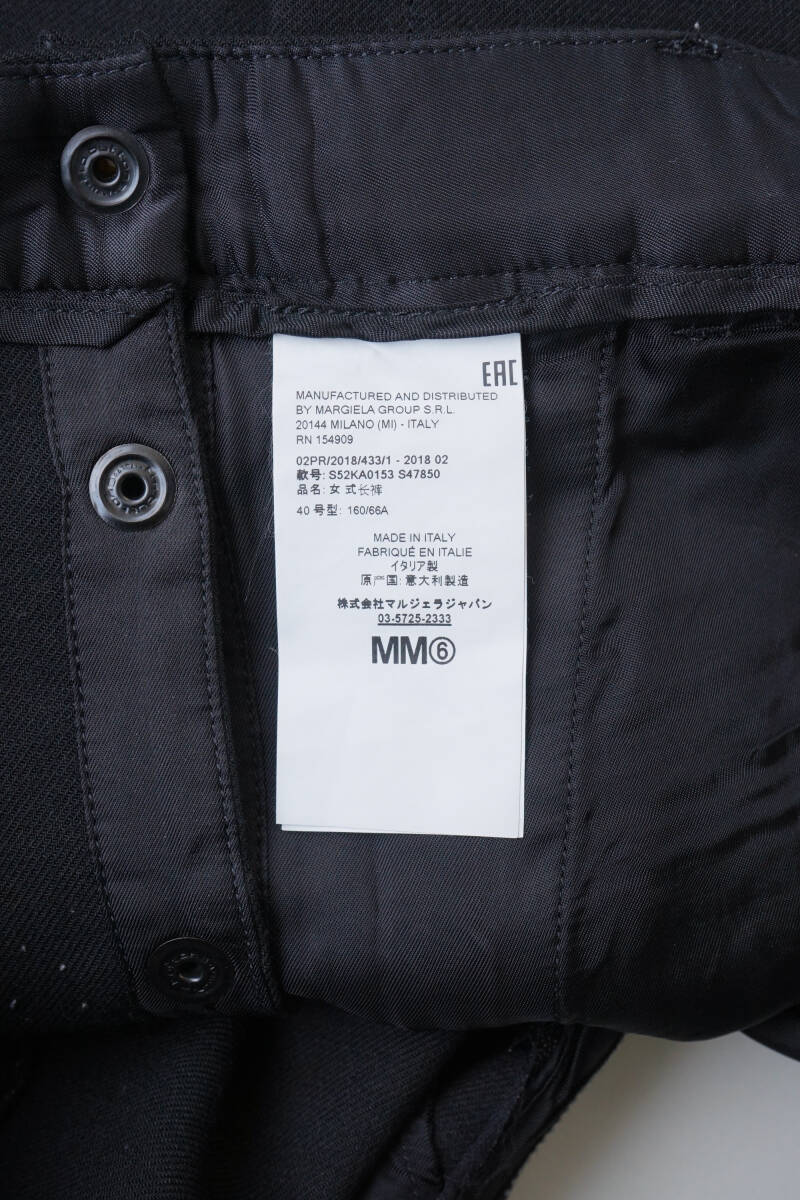 EAC
MANUFACTURED AND DISTRIBUTED
BY MARGIELA GROUP S.R.L.
20144 MILANO (MI) - ITALY
RN 154909
02PR/2018/433/1 - 2018 02
款号: S52KA0153 S47850
品名: 女 式长裤
40 号型: 160/66A
MADE IN ITALY
FABRIQUÉ EN ITALIE
イタリア製
原产国: 意大利製造
株式会社マルジェラジャパン
03-5725-2333
MM⑥